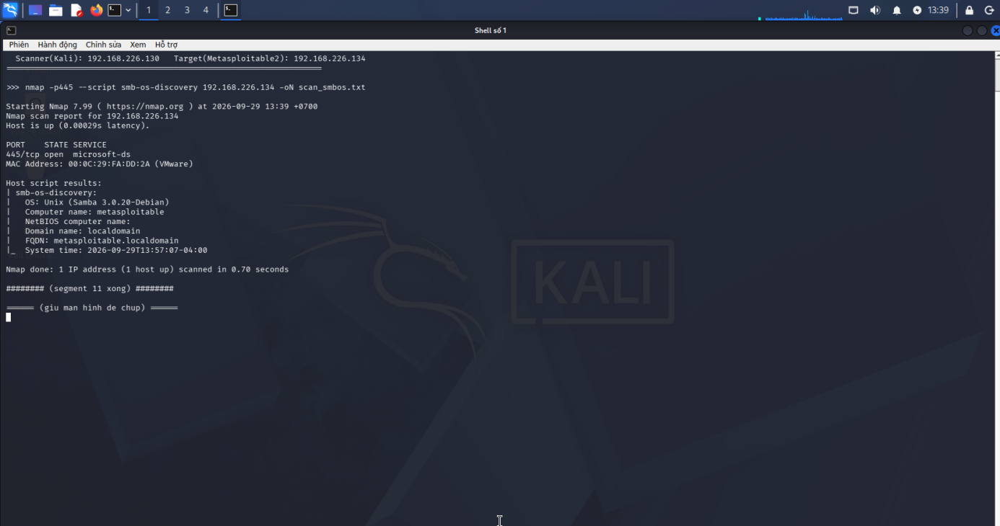 1 2 3 4 13:39
Shell số 1
Phiên Hành động Chỉnh sửa Xem Hỗ trợ
Scanner(Kali): 192.168.226.130 Target(Metasploitable2): 192.168.226.134
>>> nmap -p445 --script smb-os-discovery 192.168.226.134 -oN scan_smbos.txt
Starting Nmap 7.99 ( https://nmap.org ) at 2026-09-29 13:39 +0700
Nmap scan report for 192.168.226.134
Host is up (0.00029s latency).
PORT STATE SERVICE
445/tcp open microsoft-ds
MAC Address: 00:0C:29:FA:DD:2A (VMware)
Host script results:
| smb-os-discovery:
| OS: Unix (Samba 3.0.20-Debian)
| Computer name: metasploitable
| NetBIOS computer name:
| Domain name: localdomain
| FQDN: metasploitable.localdomain
|_ System time: 2026-09-29T13:57:07-04:00
Nmap done: 1 IP address (1 host up) scanned in 0.70 seconds
######## (segment 11 xong) ########
====== (giu man hinh de chup) ======
KALI